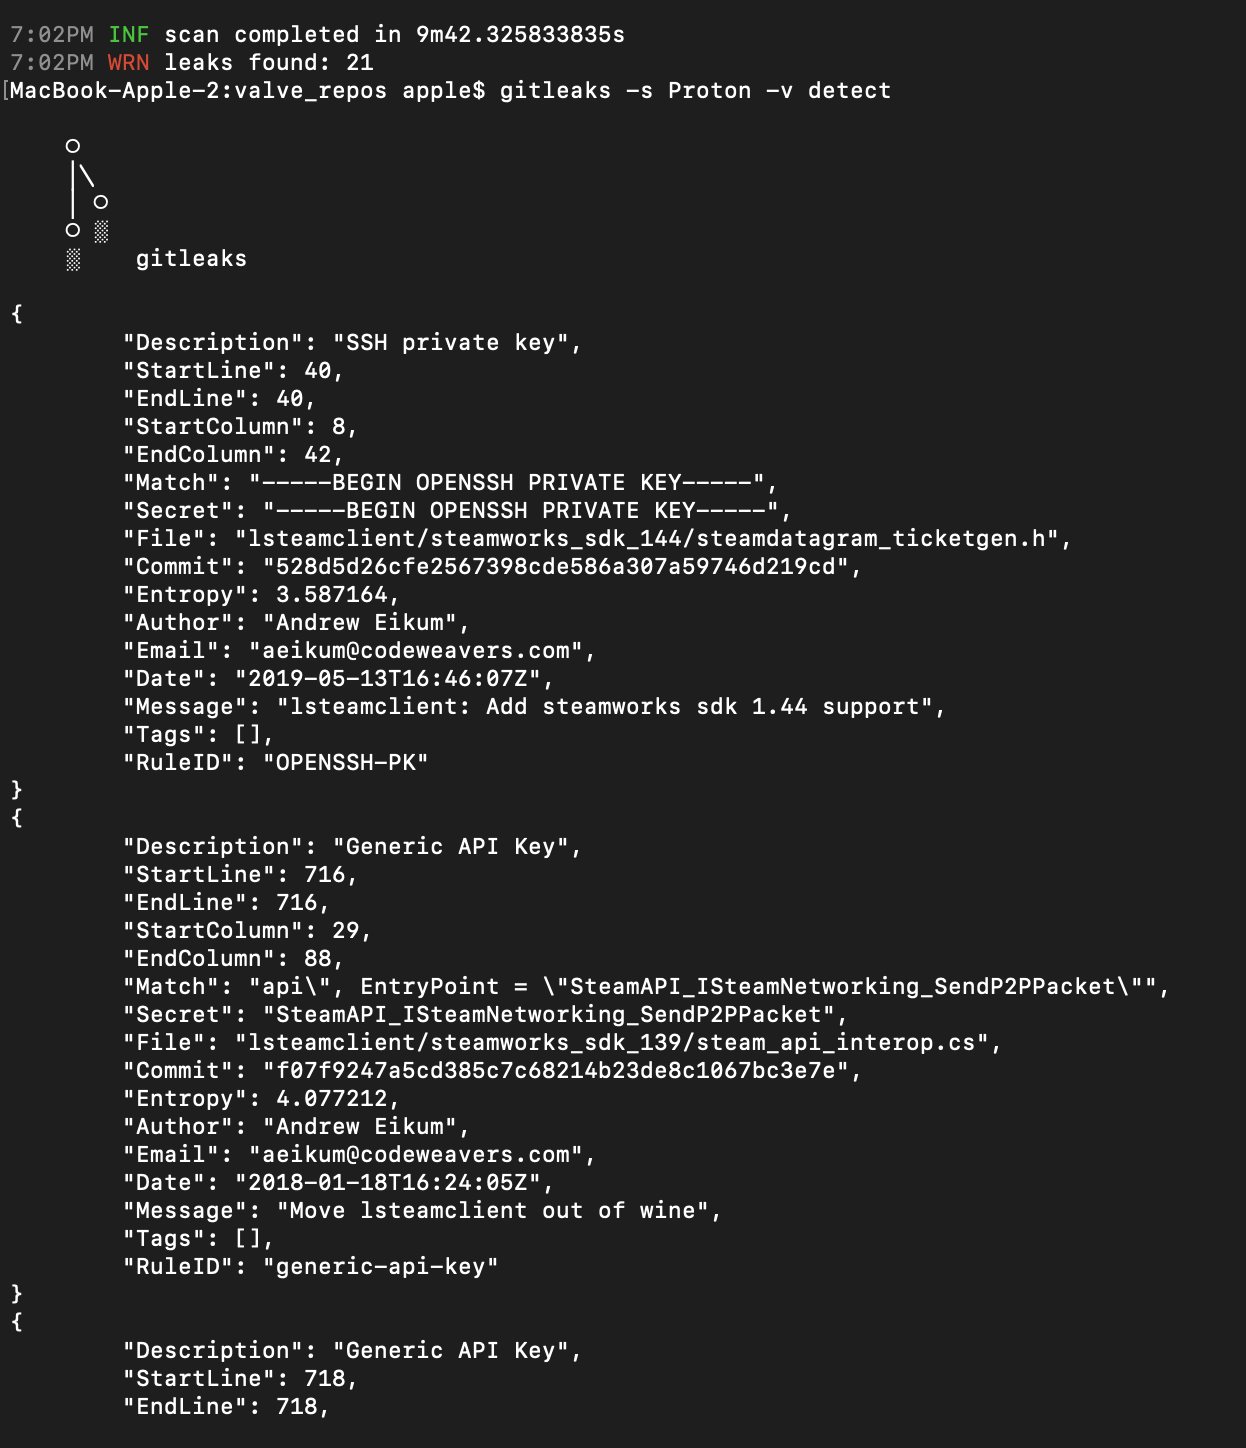 7:02PM INF scan completed in 9m42.325833835s
7:02PM WRN leaks found: 21
[MacBook-Apple-2:valve_repos apple$ gitleaks -s Proton -v detect
    ○
    │╲
    │ ○
    ○ ░
    ░    gitleaks
{
        "Description": "SSH private key",
        "StartLine": 40,
        "EndLine": 40,
        "StartColumn": 8,
        "EndColumn": 42,
        "Match": "-----BEGIN OPENSSH PRIVATE KEY-----",
        "Secret": "-----BEGIN OPENSSH PRIVATE KEY-----",
        "File": "lsteamclient/steamworks_sdk_144/steamdatagram_ticketgen.h",
        "Commit": "528d5d26cfe2567398cde586a307a59746d219cd",
        "Entropy": 3.587164,
        "Author": "Andrew Eikum",
        "Email": "aeikum@codeweavers.com",
        "Date": "2019-05-13T16:46:07Z",
        "Message": "lsteamclient: Add steamworks sdk 1.44 support",
        "Tags": [],
        "RuleID": "OPENSSH-PK"
}
{
        "Description": "Generic API Key",
        "StartLine": 716,
        "EndLine": 716,
        "StartColumn": 29,
        "EndColumn": 88,
        "Match": "api\", EntryPoint = \"SteamAPI_ISteamNetworking_SendP2PPacket\"",
        "Secret": "SteamAPI_ISteamNetworking_SendP2PPacket",
        "File": "lsteamclient/steamworks_sdk_139/steam_api_interop.cs",
        "Commit": "f07f9247a5cd385c7c68214b23de8c1067bc3e7e",
        "Entropy": 4.077212,
        "Author": "Andrew Eikum",
        "Email": "aeikum@codeweavers.com",
        "Date": "2018-01-18T16:24:05Z",
        "Message": "Move lsteamclient out of wine",
        "Tags": [],
        "RuleID": "generic-api-key"
}
{
        "Description": "Generic API Key",
        "StartLine": 718,
        "EndLine": 718,